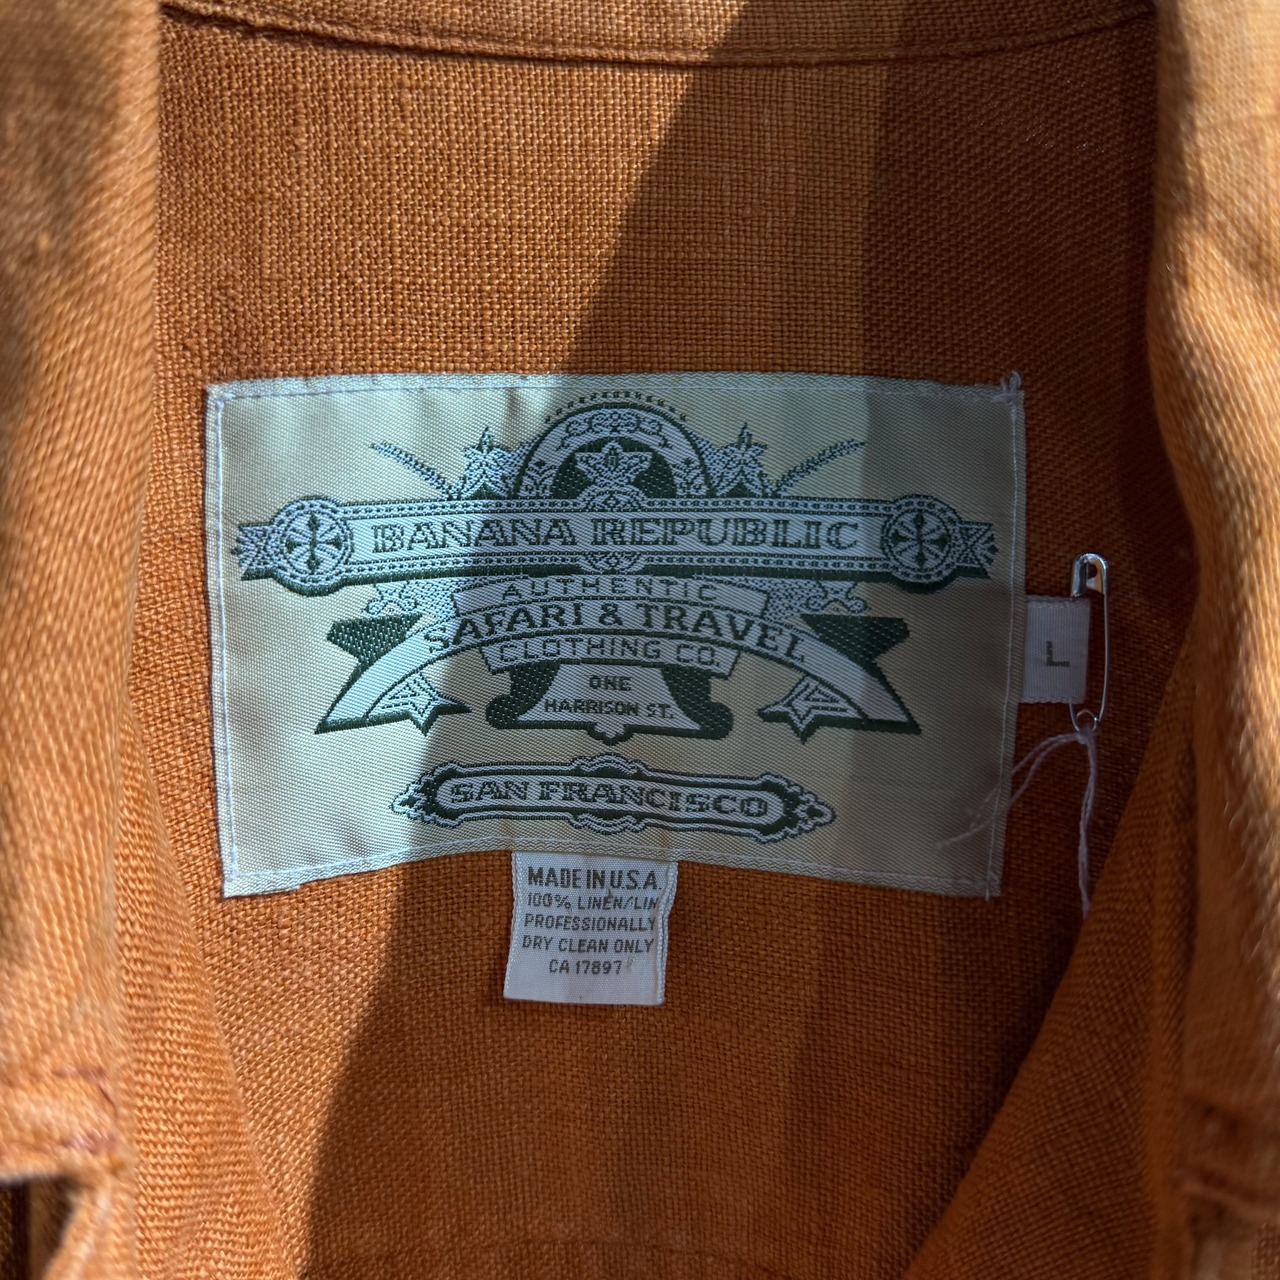 BANANA REPUBLIC
AUTHENTIC
SAFARI & TRAVEL
CLOTHING CO.
ONE
HARRISON ST.
SAN FRANCISCO
L
MADE IN U.S.A.
100% LINEN/LIN
PROFESSIONALLY
DRY CLEAN ONLY
CA 17897